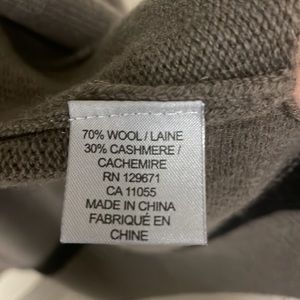 70% WOOL / LAINE
30% CASHMERE /
CACHEMIRE
RN 129671
CA 11055
MADE IN CHINA
FABRIQUÉ EN
CHINE